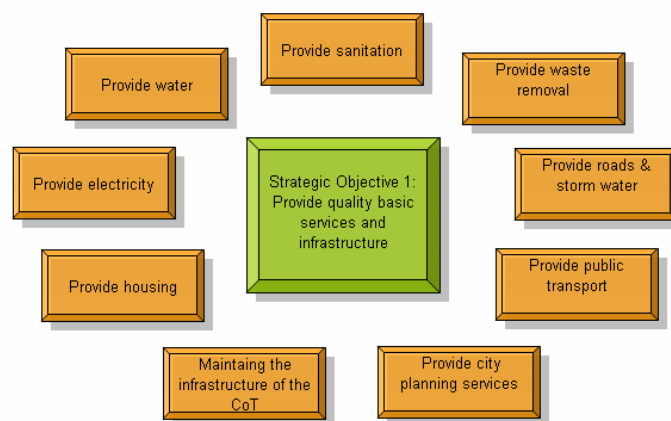 Provide sanitation
Provide water
Provide waste
removal
Provide electricity
Strategic Objective 1:
Provide quality basic
services and
infrastructure
Provide roads &
storm water
Provide housing
Provide public
transport
Maintaing the
infrastructure of the
CoT
Provide city
planning services